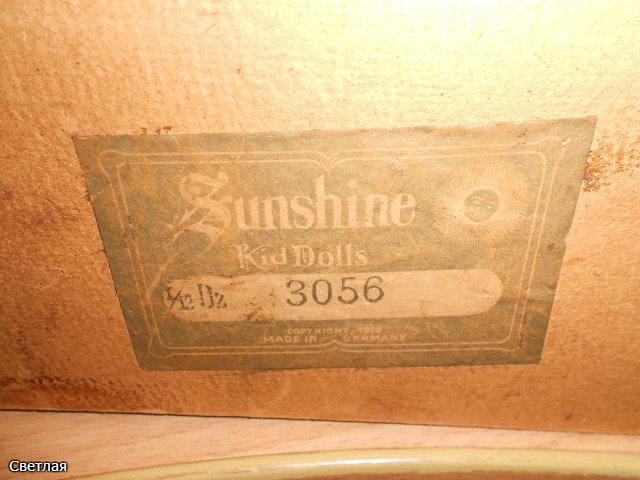 Sunshine
Kid Dolls
1/12 Dz 3056
COPYRIGHT,
MADE IN GERMANY
Светлая